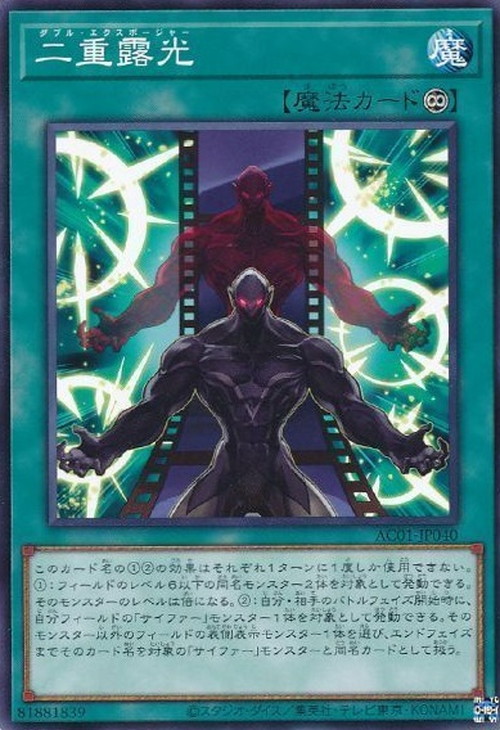 ダブル・エクスポージャー
二重露光
魔
【魔法カード】
AC01-JP040
このカード名の①②の効果はそれぞれ1ターンに1度しか使用できない。
①:フィールドのレベル6以下の同名モンスター2体を対象として発動できる。
そのモンスターのレベルは倍になる。②:自分・相手のバトルフェイズ開始時に、
自分フィールドの「サイファー」モンスター1体を対象として発動できる。その
モンスター以外のフィールドの表側表示モンスター1体を選び、エンドフェイズ
までそのカード名を対象の「サイファー」モンスターと同名カードとして扱う。
81881839
©スタジオ・ダイス／集英社・テレビ東京・KONAMI